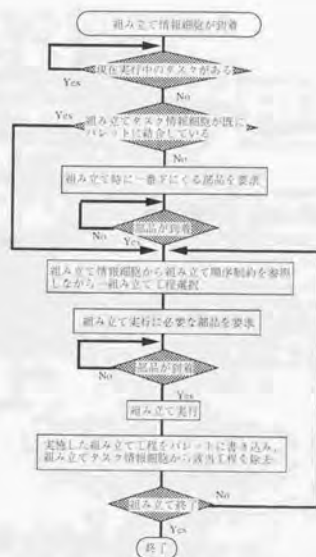 組み立て情報細胞が到着
現在実行中のタスクがある
Yes
No
組み立てタスク情報細胞が既に
パレットに結合している
Yes
No
組み立て時に一番下にくる部品を要求
部品が到着
No
Yes
組み立て情報細胞から組み立て順序制約を参照
しながら一組み立て工程選択
組み立て実行に必要な部品を要求
部品が到着
No
Yes
組み立て実行
実施した組み立て工程をパレットに書き込み,
組み立てタスク情報細胞から該当工程を除去
組み立て終了
No
Yes
終了